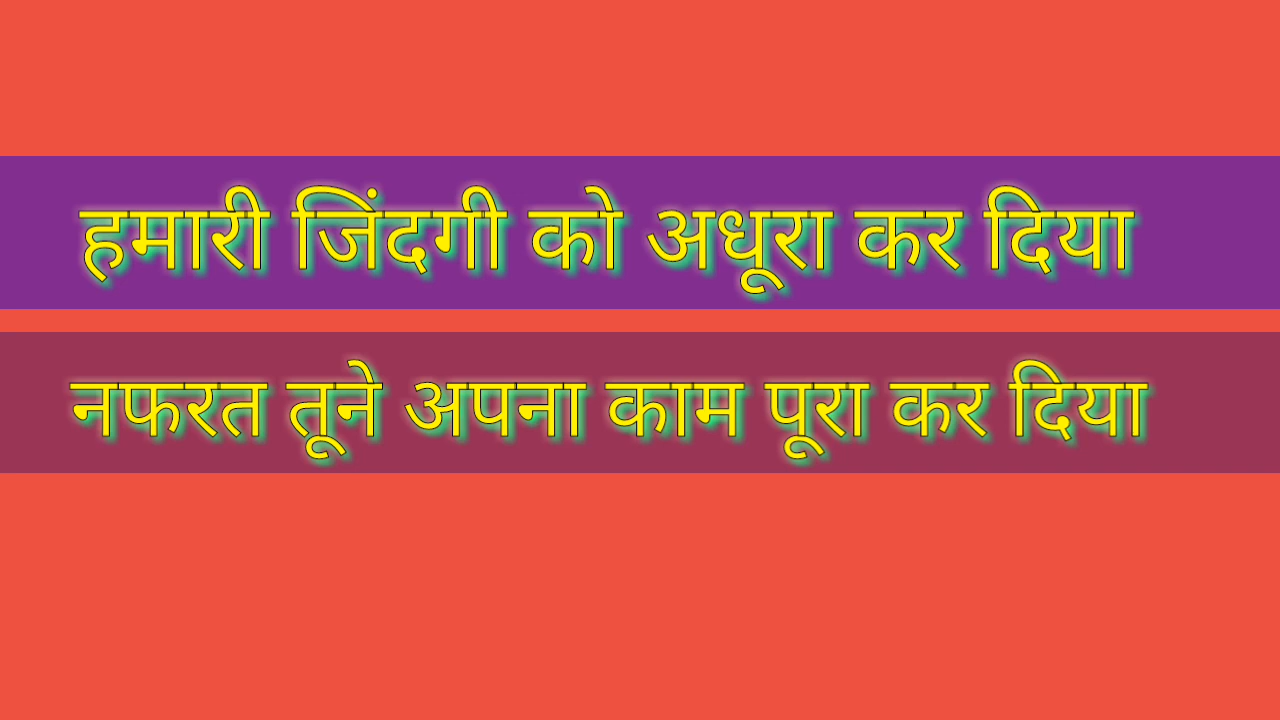 हमारी जिंदगी को अधूरा कर दिया
नफरत तूने अपना काम पूरा कर दिया